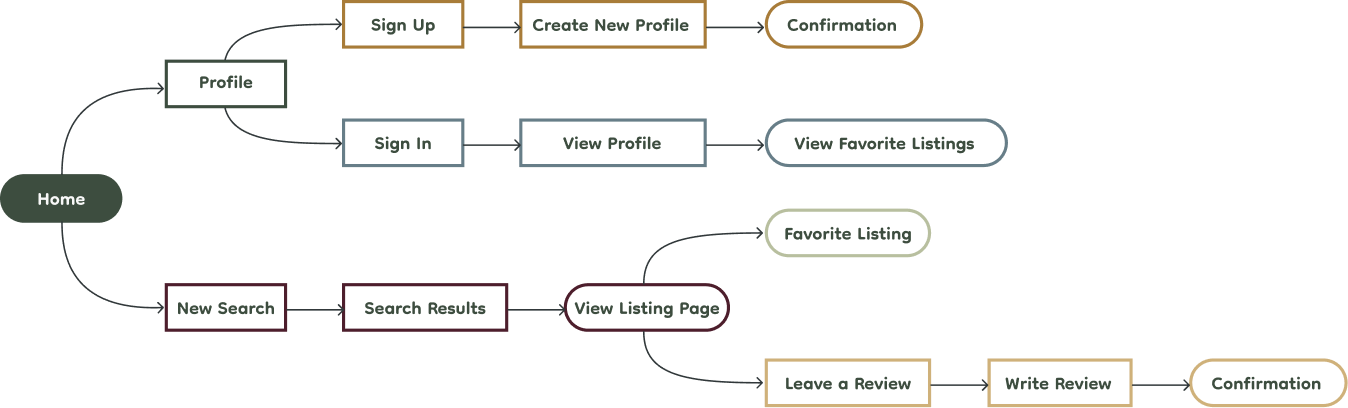 Sign Up
Create New Profile
Confirmation
Profile
Sign In
View Profile
View Favorite Listings
Home
Favorite Listing
New Search
Search Results
View Listing Page
Leave a Review
Write Review
Confirmation